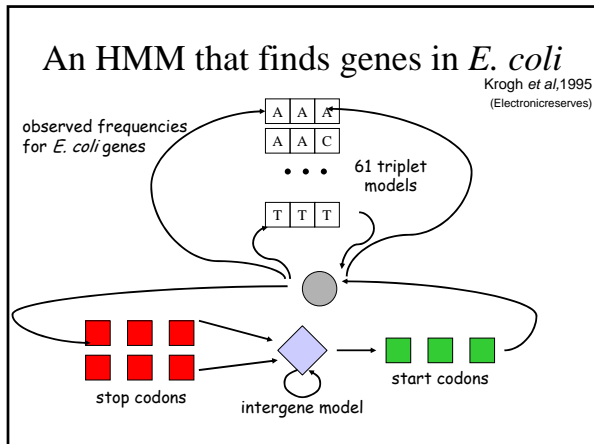 An HMM that finds genes in E. coli
Krogh et al,1995
(Electronicreserves)
observed frequencies
for E. coli genes
A A A
A A C
• • •
61 triplet
models
T T T
stop codons
intergene model
start codons